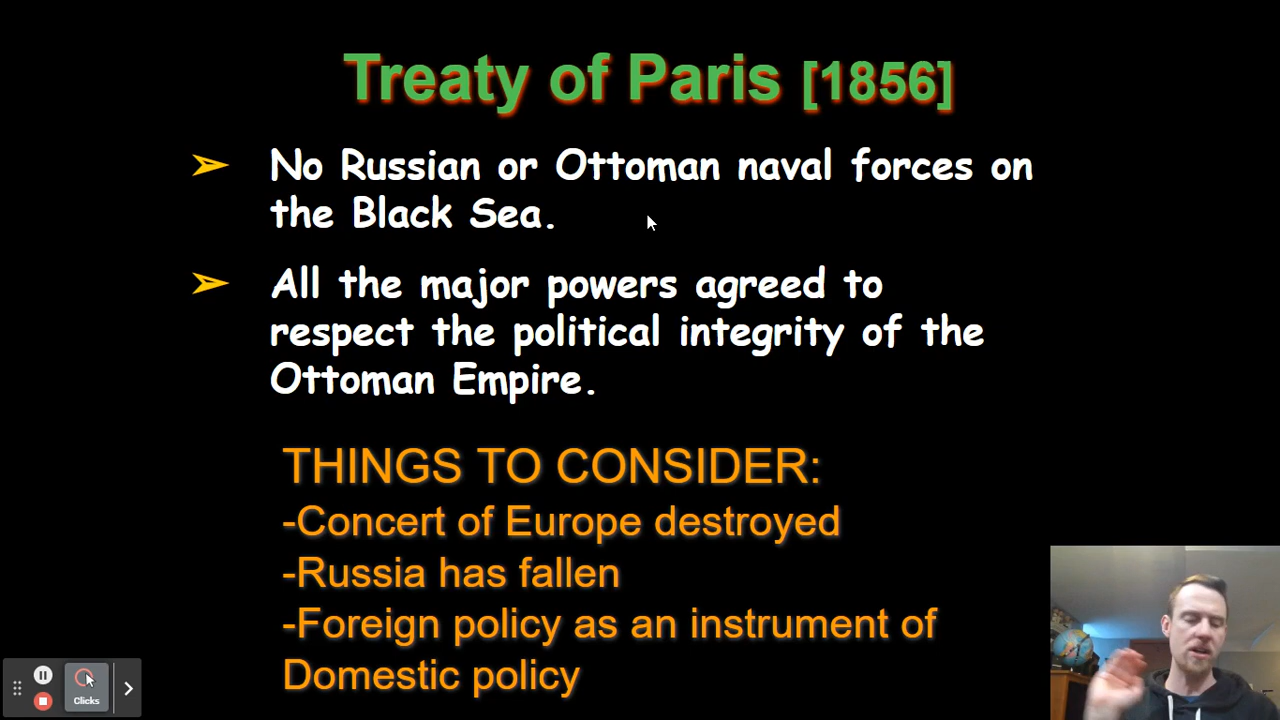 Treaty of Paris [1856]
➢ No Russian or Ottoman naval forces on
the Black Sea.
➢ All the major powers agreed to
respect the political integrity of the
Ottoman Empire.
THINGS TO CONSIDER:
-Concert of Europe destroyed
-Russia has fallen
-Foreign policy as an instrument of
Domestic policy
Clicks